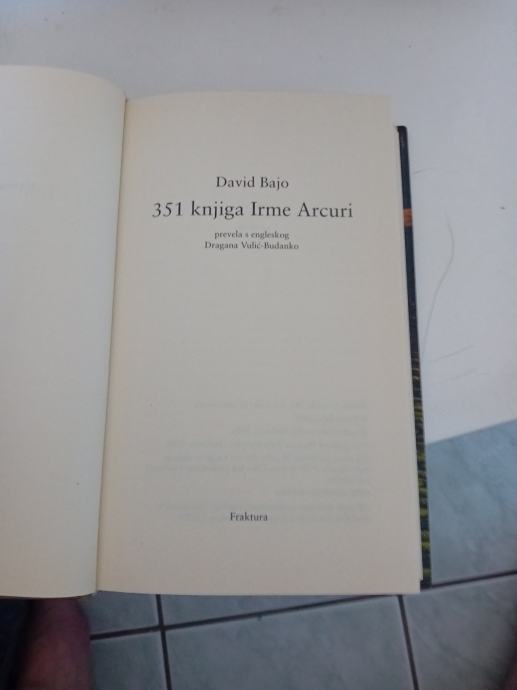 David Bajo
351 knjiga Irme Arcuri
prevela s engleskog
Dragana Vulić-Budanko
Fraktura